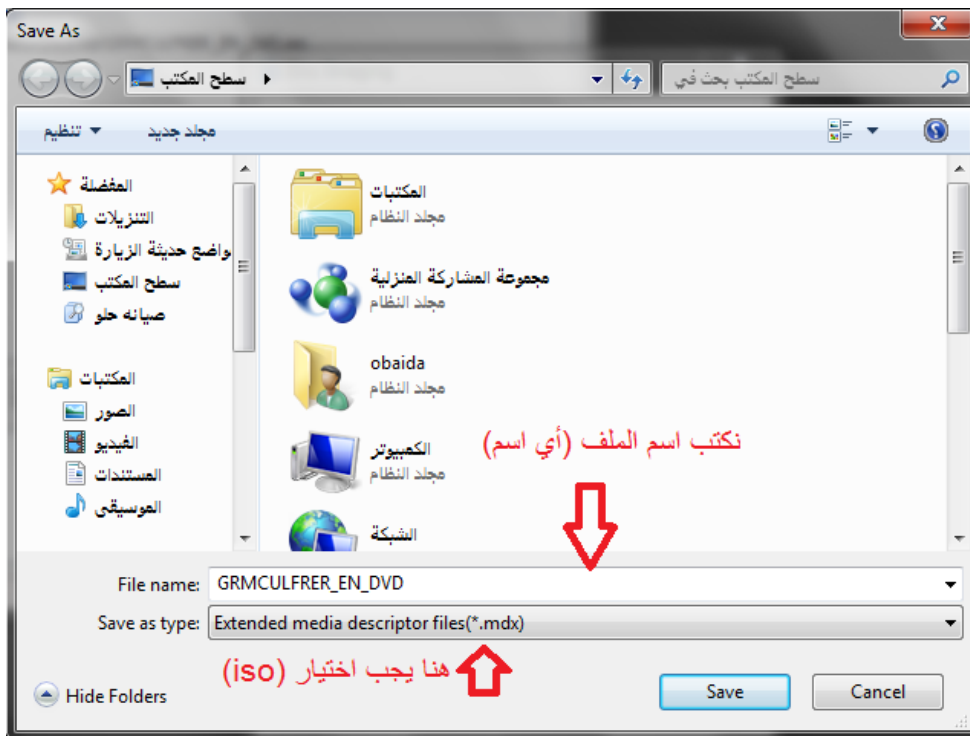 Save As
سطح المكتب
سطح المكتب بحث في
تنظيم
مجلد جديد
المفضلة
التنزيلات
واضع حديثة الزيارة
سطح المكتب
صيانه حلو
المكتبات
الصور
الفيديو
المستندات
الموسيقى
المكتبات
مجلد النظام
مجموعة المشاركة المنزلية
مجلد النظام
obaida
مجلد النظام
الكمبيوتر
مجلد النظام
الشبكة
نكتب اسم الملف (أي اسم)
File name: GRMCULFRER_EN_DVD
Save as type: Extended media descriptor files(*.mdx)
هنا يجب اختيار (iso)
Hide Folders
Save
Cancel